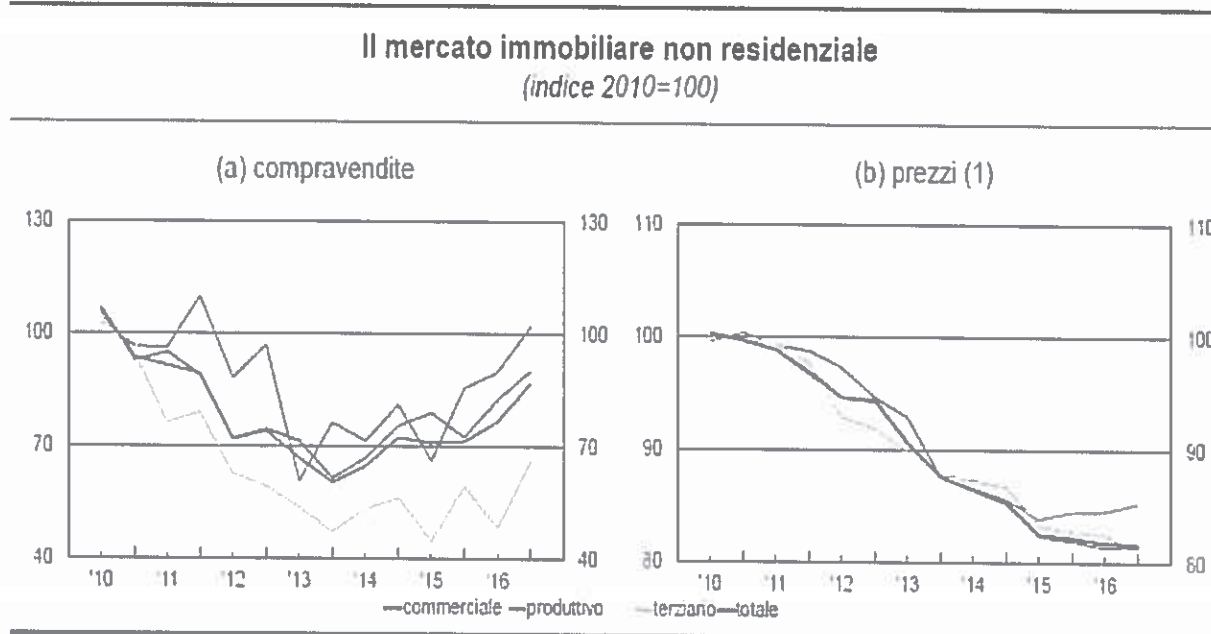 Il mercato immobiliare non residenziale
(indice 2010=100)
(a) compravendite
(b) prezzi (1)
130 130
100 100
70 70
40 40
'10 '11 '12 '13 '14 '15 '16
110 110
100 100
90 90
80 80
'10 '11 '12 '13 '14 '15 '16
commerciale produttivo terziario totale